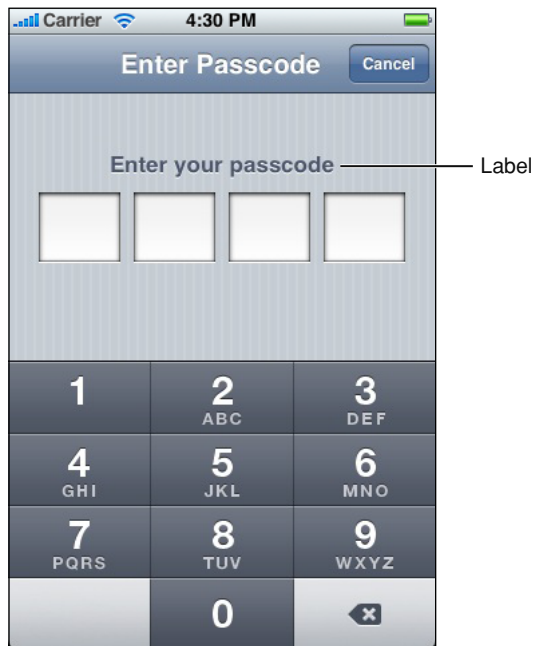 Carrier 4:30 PM
Enter Passcode Cancel
Enter your passcode Label
1 2 3
ABC DEF
4 5 6
GHI JKL MNO
7 8 9
PQRS TUV WXYZ
0